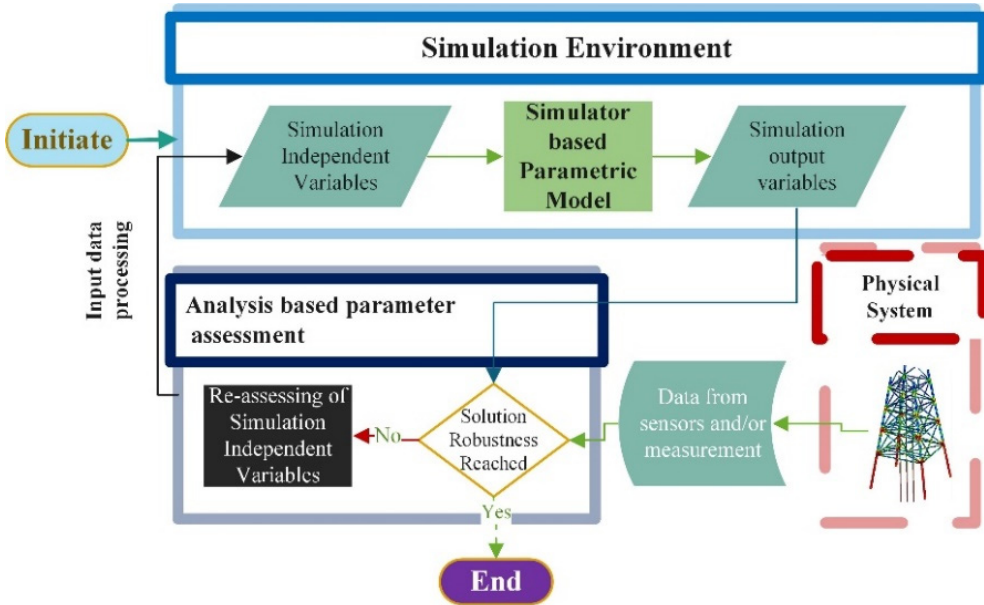 Simulation Environment
Initiate
Simulation
Independent
Variables
Simulator
based
Parametric
Model
Simulation
output
variables
Input data
processing
Analysis based parameter
assessment
Physical
System
Re-assessing of
Simulation
Independent
Variables
No
Solution
Robustness
Reached
Data from
sensors and/or
measurement
Yes
End